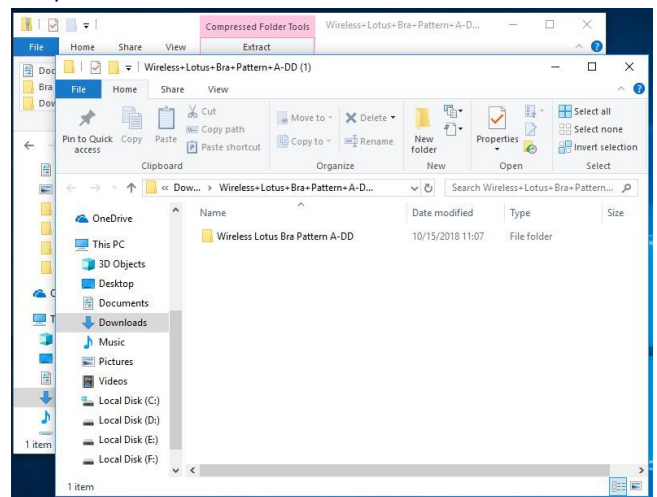 Compressed Folder Tools Wireless+Lotus+Bra+Pattern+A-D...
File Home Share View Extract
Wireless+Lotus+Bra+Pattern+A-DD (1)
File Home Share View
Pin to Quick access
Copy
Paste
Cut
Copy path
Paste shortcut
Clipboard
Move to
Copy to
Delete
Rename
Organize
New folder
New
Properties
Open
Select all
Select none
Invert selection
Select
« Dow... › Wireless+Lotus+Bra+Pattern+A-D...
Search Wireless+Lotus+Bra+Pattern...
Name Date modified Type Size
Wireless Lotus Bra Pattern A-DD 10/15/2018 11:07 File folder
OneDrive
This PC
3D Objects
Desktop
Documents
Downloads
Music
Pictures
Videos
Local Disk (C:)
Local Disk (D:)
Local Disk (E:)
Local Disk (F:)
1 item
Doc
Bra
1 item